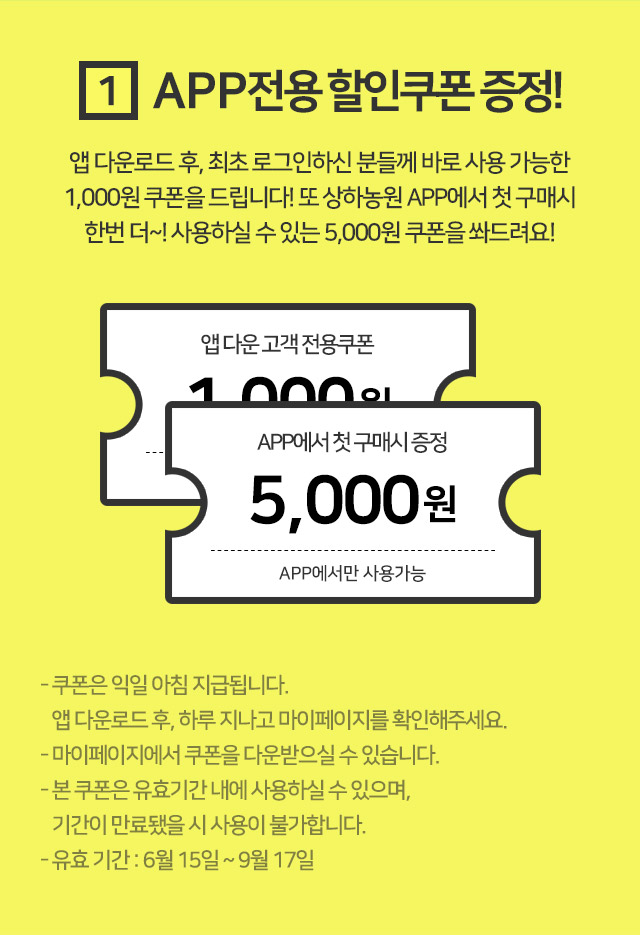 1 APP전용 할인쿠폰 증정!
앱 다운로드 후, 최초 로그인하신 분들께 바로 사용 가능한
1,000원 쿠폰을 드립니다! 또 상하농원 APP에서 첫 구매시
한번 더~! 사용하실 수 있는 5,000원 쿠폰을 쏴드려요!
앱 다운 고객 전용쿠폰
1,000원
APP에서 첫 구매시 증정
5,000원
APP에서만 사용가능
- 쿠폰은 익일 아침 지급됩니다.
앱 다운로드 후, 하루 지나고 마이페이지를 확인해주세요.
- 마이페이지에서 쿠폰을 다운받으실 수 있습니다.
- 본 쿠폰은 유효기간 내에 사용하실 수 있으며,
기간이 만료됐을 시 사용이 불가합니다.
- 유효 기간 : 6월 15일 ~ 9월 17일